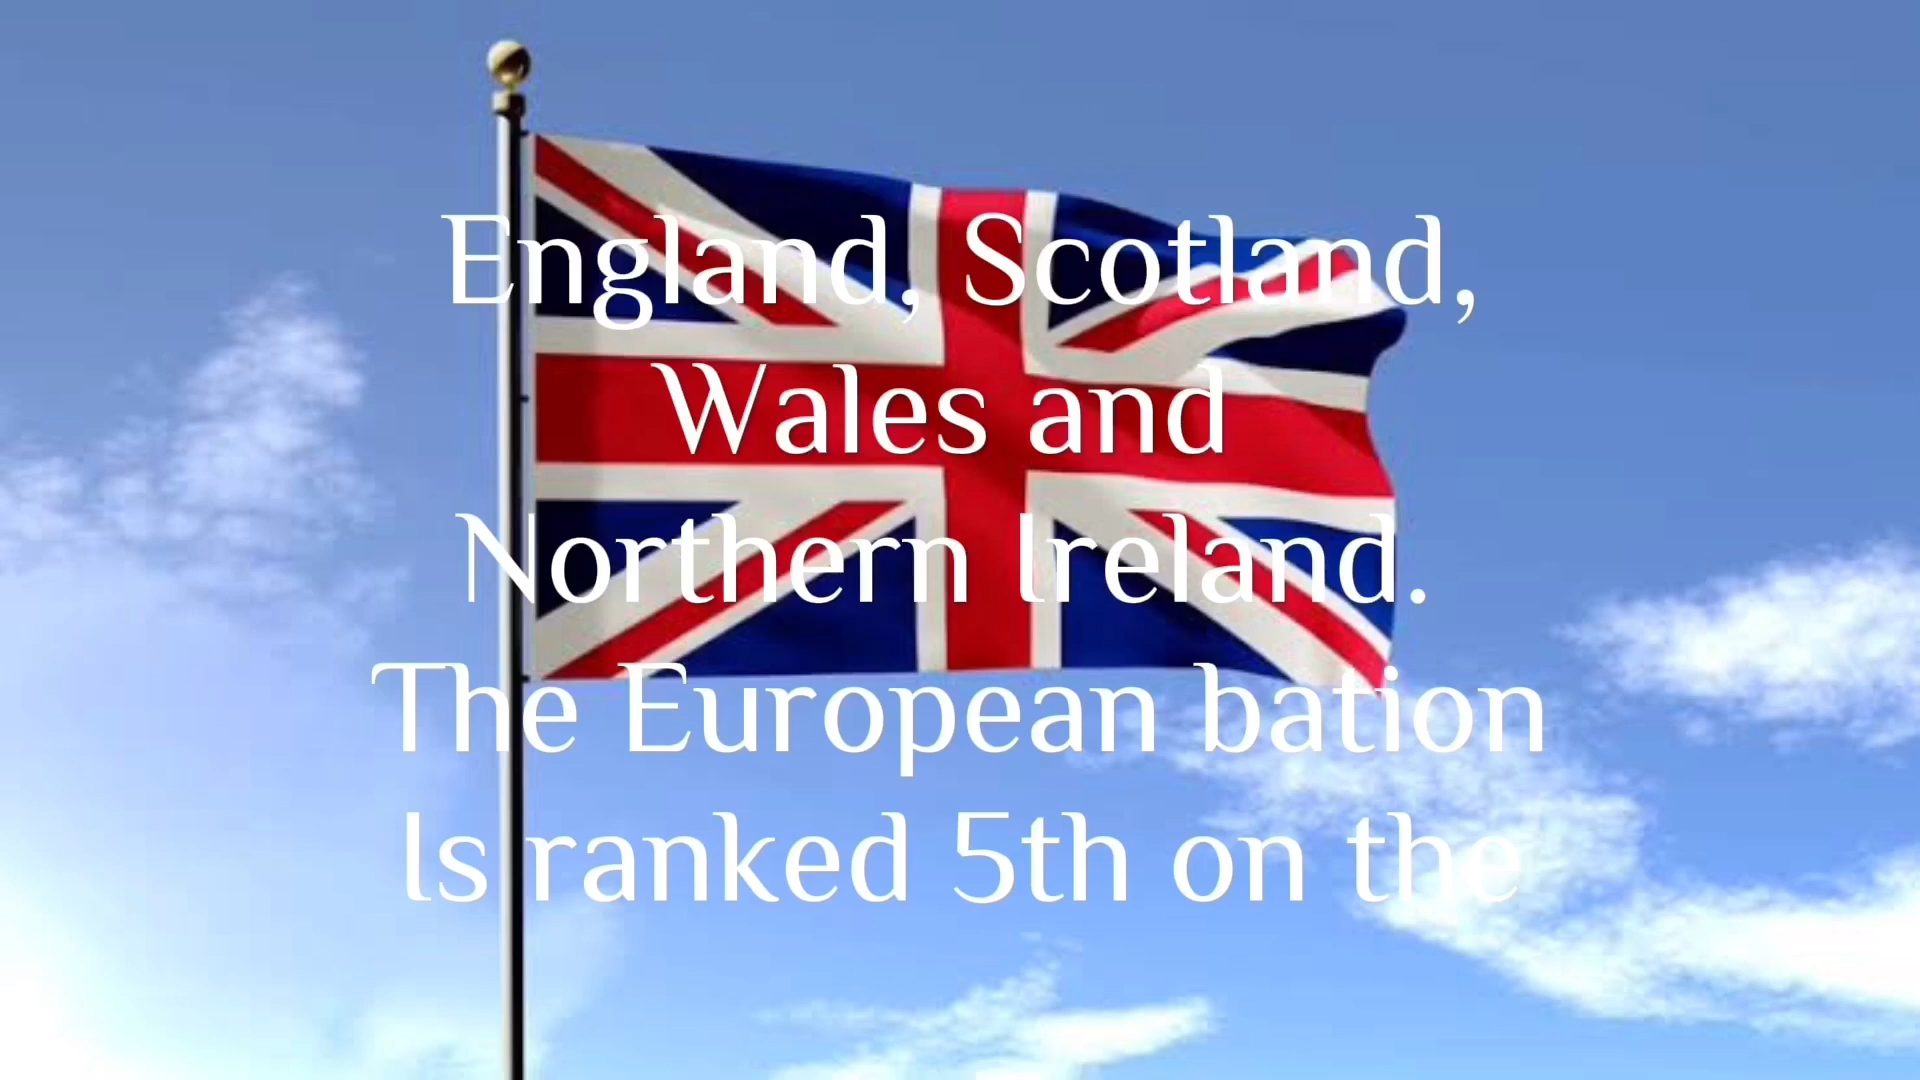 England, Scotland,
Wales and
Northern Ireland.
The European bation
Is ranked 5th on the